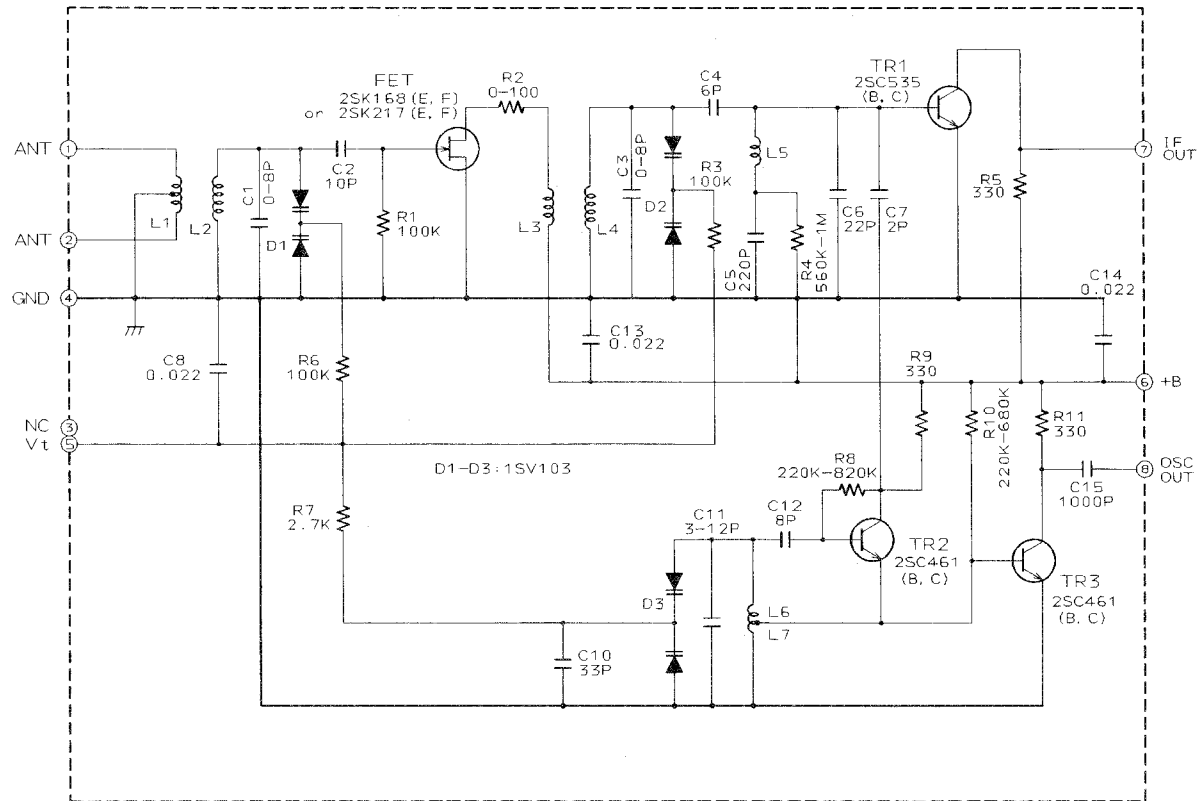 FET
2SK168(E, F)
or 2SK217(E, F)
R2
0-100
C4
6P
TR1
2SC535
(B, C)
ANT 1
C1
0-8P
C2
10P
C3
0-8P
R3
100K
L5
7 IF
OUT
R5
330
L1
L2
D1
R1
100K
L3
L4
D2
C5
220P
R4
560K-1M
C6
22P
C7
2P
ANT 2
GND 4
C14
0.022
C8
0.022
R6
100K
C13
0.022
R9
330
6 +B
NC 3
Vt 5
R10
220K-680K
R11
330
D1-D3:1SV103
R8
220K-820K
8 OSC
OUT
C15
1000P
R7
2.7K
C11
3-12P
C12
8P
TR2
2SC461
(B, C)
TR3
2SC461
(B, C)
D3
L6
L7
C10
33P